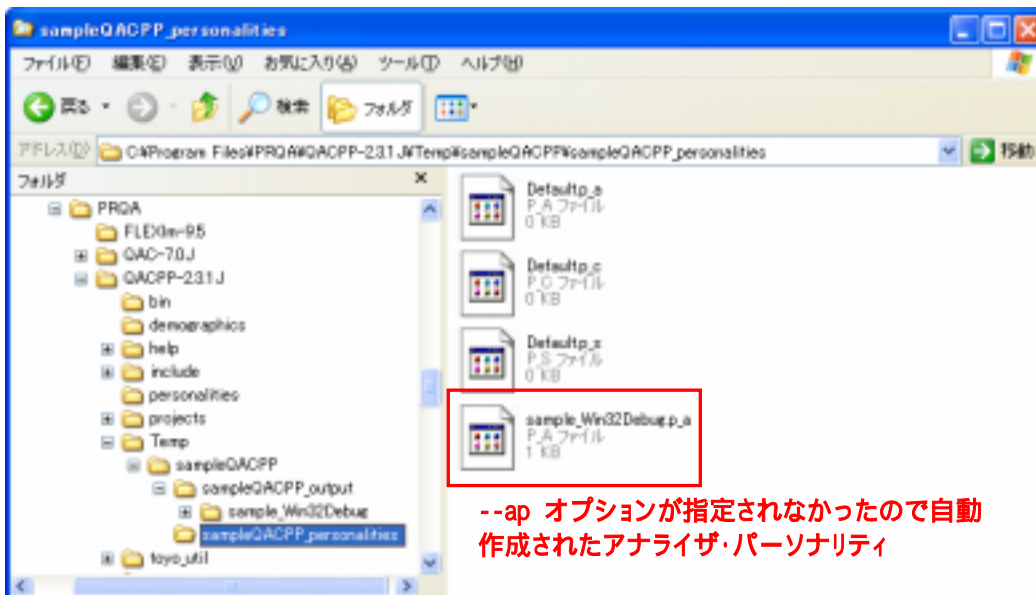 sampleQACPP_personalities
ファイル(F) 編集(E) 表示(V) お気に入り(A) ツール(T) ヘルプ(H)
戻る 検索 フォルダ
アドレス(D) C:¥Program Files¥PRQA¥QACPP-2.3.1J¥Temp¥sampleQACPP¥sampleQACPP_personalities 移動
フォルダ ×
PRQA
FLEXlm-9.5
QAC-7.0J
QACPP-2.3.1J
bin
demographics
help
include
personalities
projects
Temp
sampleQACPP
sampleQACPP_output
sample_Win32Debug
sampleQACPP_personalities
toyo_util
Default.p_a
P_A ファイル
0 KB
Default.p_c
P_C ファイル
0 KB
Default.p_s
P_S ファイル
0 KB
sample_Win32Debug.p_a
P_A ファイル
1 KB
--ap オプションが指定されなかったので自動
作成されたアナライザ･パーソナリティ